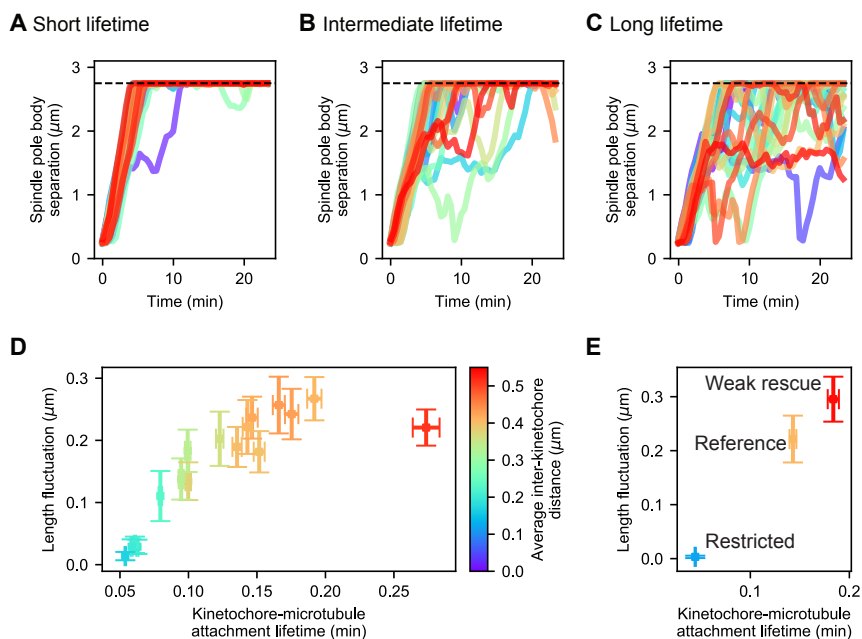 A Short lifetime
B Intermediate lifetime
C Long lifetime
Spindle pole body
separation (μm)
3
2
1
0
0 10 20
Time (min)
Spindle pole body
separation (μm)
3
2
1
0
0 10 20
Time (min)
Spindle pole body
separation (μm)
3
2
1
0
0 10 20
Time (min)
D
Length fluctuation (μm)
0.3
0.2
0.1
0.0
0.05 0.10 0.15 0.20 0.25
Kinetochore-microtubule
attachment lifetime (min)
0.5
0.4
0.3
0.2
0.1
0.0
Average inter-kinetochore
distance (μm)
E
Length fluctuation (μm)
0.3
0.2
0.1
0.0
Weak rescue
Reference
Restricted
0.1 0.2
Kinetochore-microtubule
attachment lifetime (min)